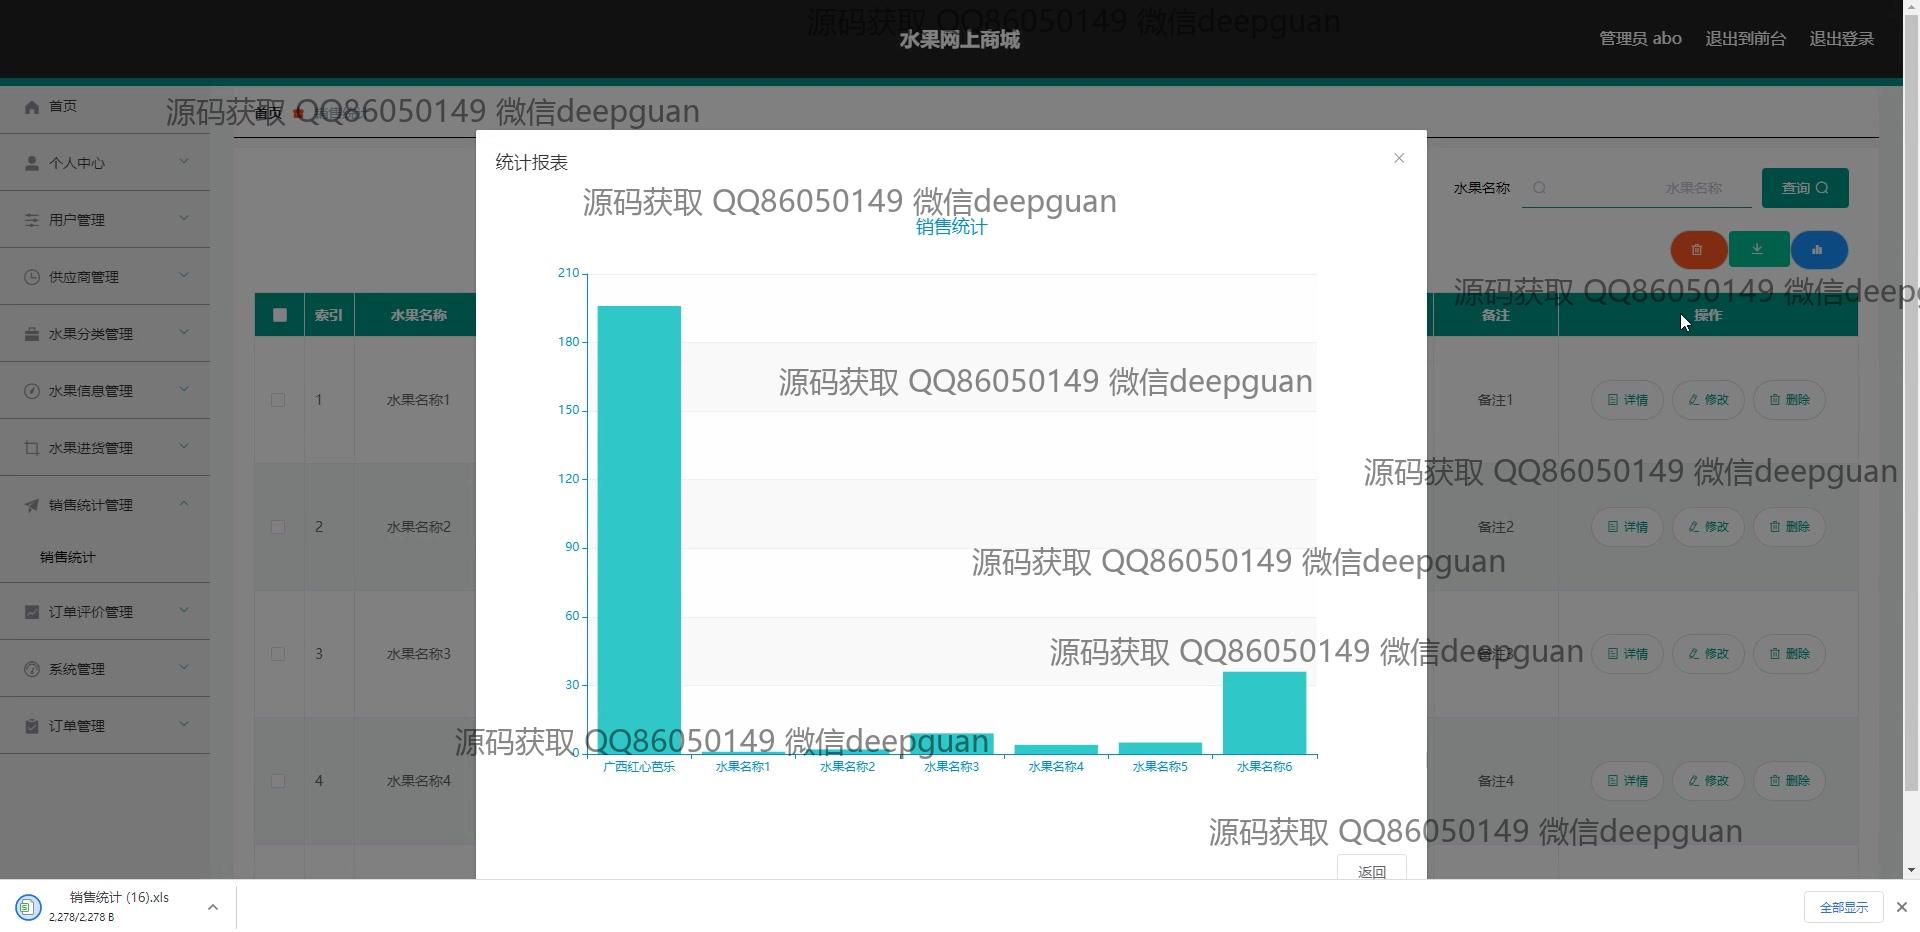 源码获取 QQ86050149 微信deepguan
水果网上商城
管理员 abo 退出到前台 退出登录
首页
个人中心
用户管理
供应商管理
水果分类管理
水果信息管理
水果进货管理
销售统计管理
销售统计
订单评价管理
系统管理
订单管理
首页 销售统计
源码获取 QQ86050149 微信deepguan
统计报表
源码获取 QQ86050149 微信deepguan
销售统计
水果名称 水果名称 查询
源码获取 QQ86050149 微信deepg
索引 水果名称 备注 操作
1 水果名称1 备注1 详情 修改 删除
2 水果名称2 备注2 详情 修改 删除
3 水果名称3 备注3 详情 修改 删除
4 水果名称4 备注4 详情 修改 删除
210
180
150
120
90
60
30
0
源码获取 QQ86050149 微信deepguan
源码获取 QQ86050149 微信deepguan
源码获取 QQ86050149 微信deepguan
源码获取 QQ86050149 微信deepguan
源码获取 QQ86050149 微信deepguan
广西红心芭乐 水果名称1 水果名称2 水果名称3 水果名称4 水果名称5 水果名称6
源码获取 QQ86050149 微信deepguan
返回
销售统计 (16).xls
2,278/2,278 B
全部显示